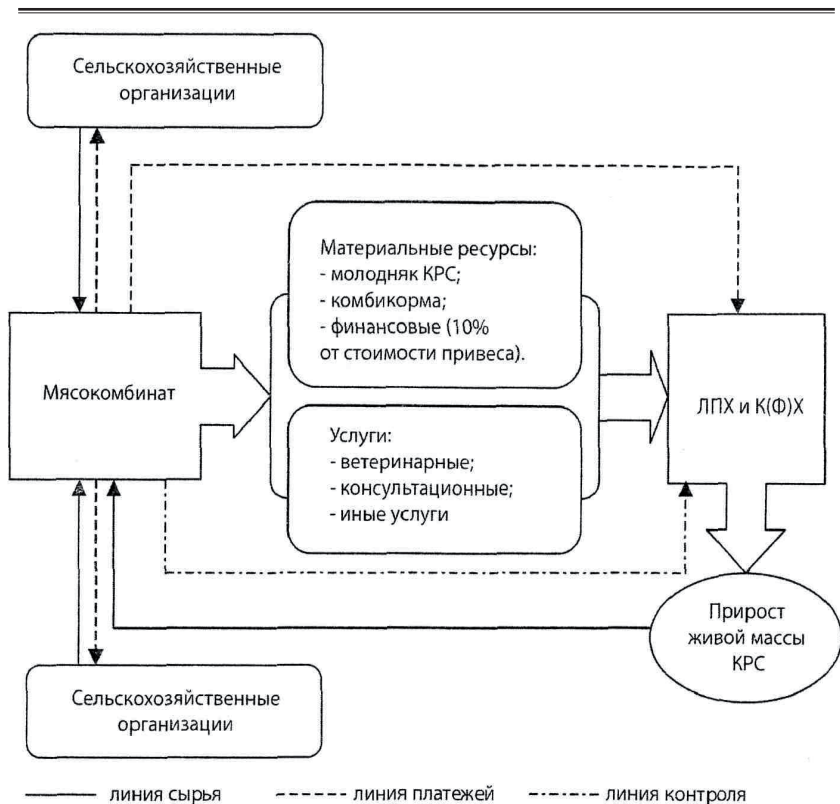 Сельскохозяйственные
организации
Материальные ресурсы:
- молодняк КРС;
- комбикорма;
- финансовые (10%
от стоимости привеса).
Мясокомбинат
ЛПХ и К(Ф)Х
Услуги:
- ветеринарные;
- консультационные;
- иные услуги
Прирост
живой массы
КРС
Сельскохозяйственные
организации
линия сырья линия платежей линия контроля